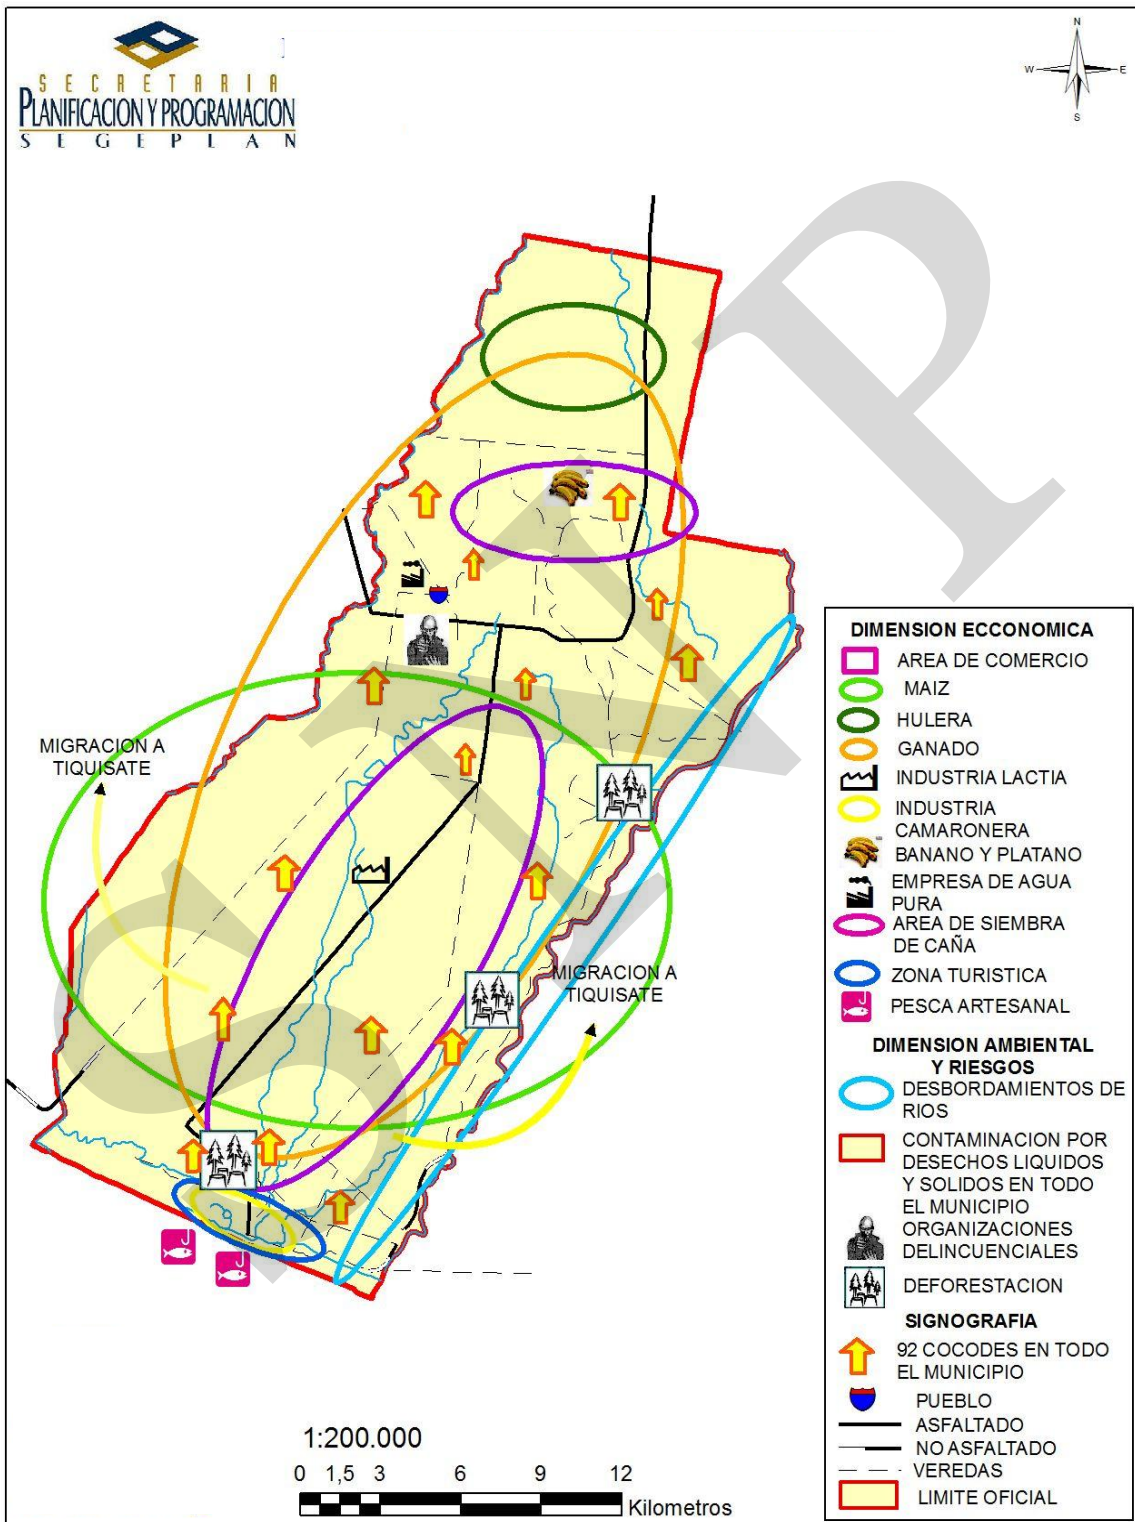 SECRETARIA
PLANIFICACION Y PROGRAMACION
SEGEPLAN
N
W
E
S
SNP
MIGRACION A
TIQUISATE
MIGRACION A
TIQUISATE
DIMENSION ECCONOMICA
AREA DE COMERCIO
MAIZ
HULERA
GANADO
INDUSTRIA LACTIA
INDUSTRIA
CAMARONERA
BANANO Y PLATANO
EMPRESA DE AGUA
PURA
AREA DE SIEMBRA
DE CAÑA
ZONA TURISTICA
PESCA ARTESANAL
DIMENSION AMBIENTAL
Y RIESGOS
DESBORDAMIENTOS DE
RIOS
CONTAMINACION POR
DESECHOS LIQUIDOS
Y SOLIDOS EN TODO
EL MUNICIPIO
ORGANIZACIONES
DELINCUENCIALES
DEFORESTACION
SIGNOGRAFIA
92 COCODES EN TODO
EL MUNICIPIO
PUEBLO
ASFALTADO
NO ASFALTADO
VEREDAS
LIMITE OFICIAL
1:200.000
0 1,5 3 6 9 12
Kilometros